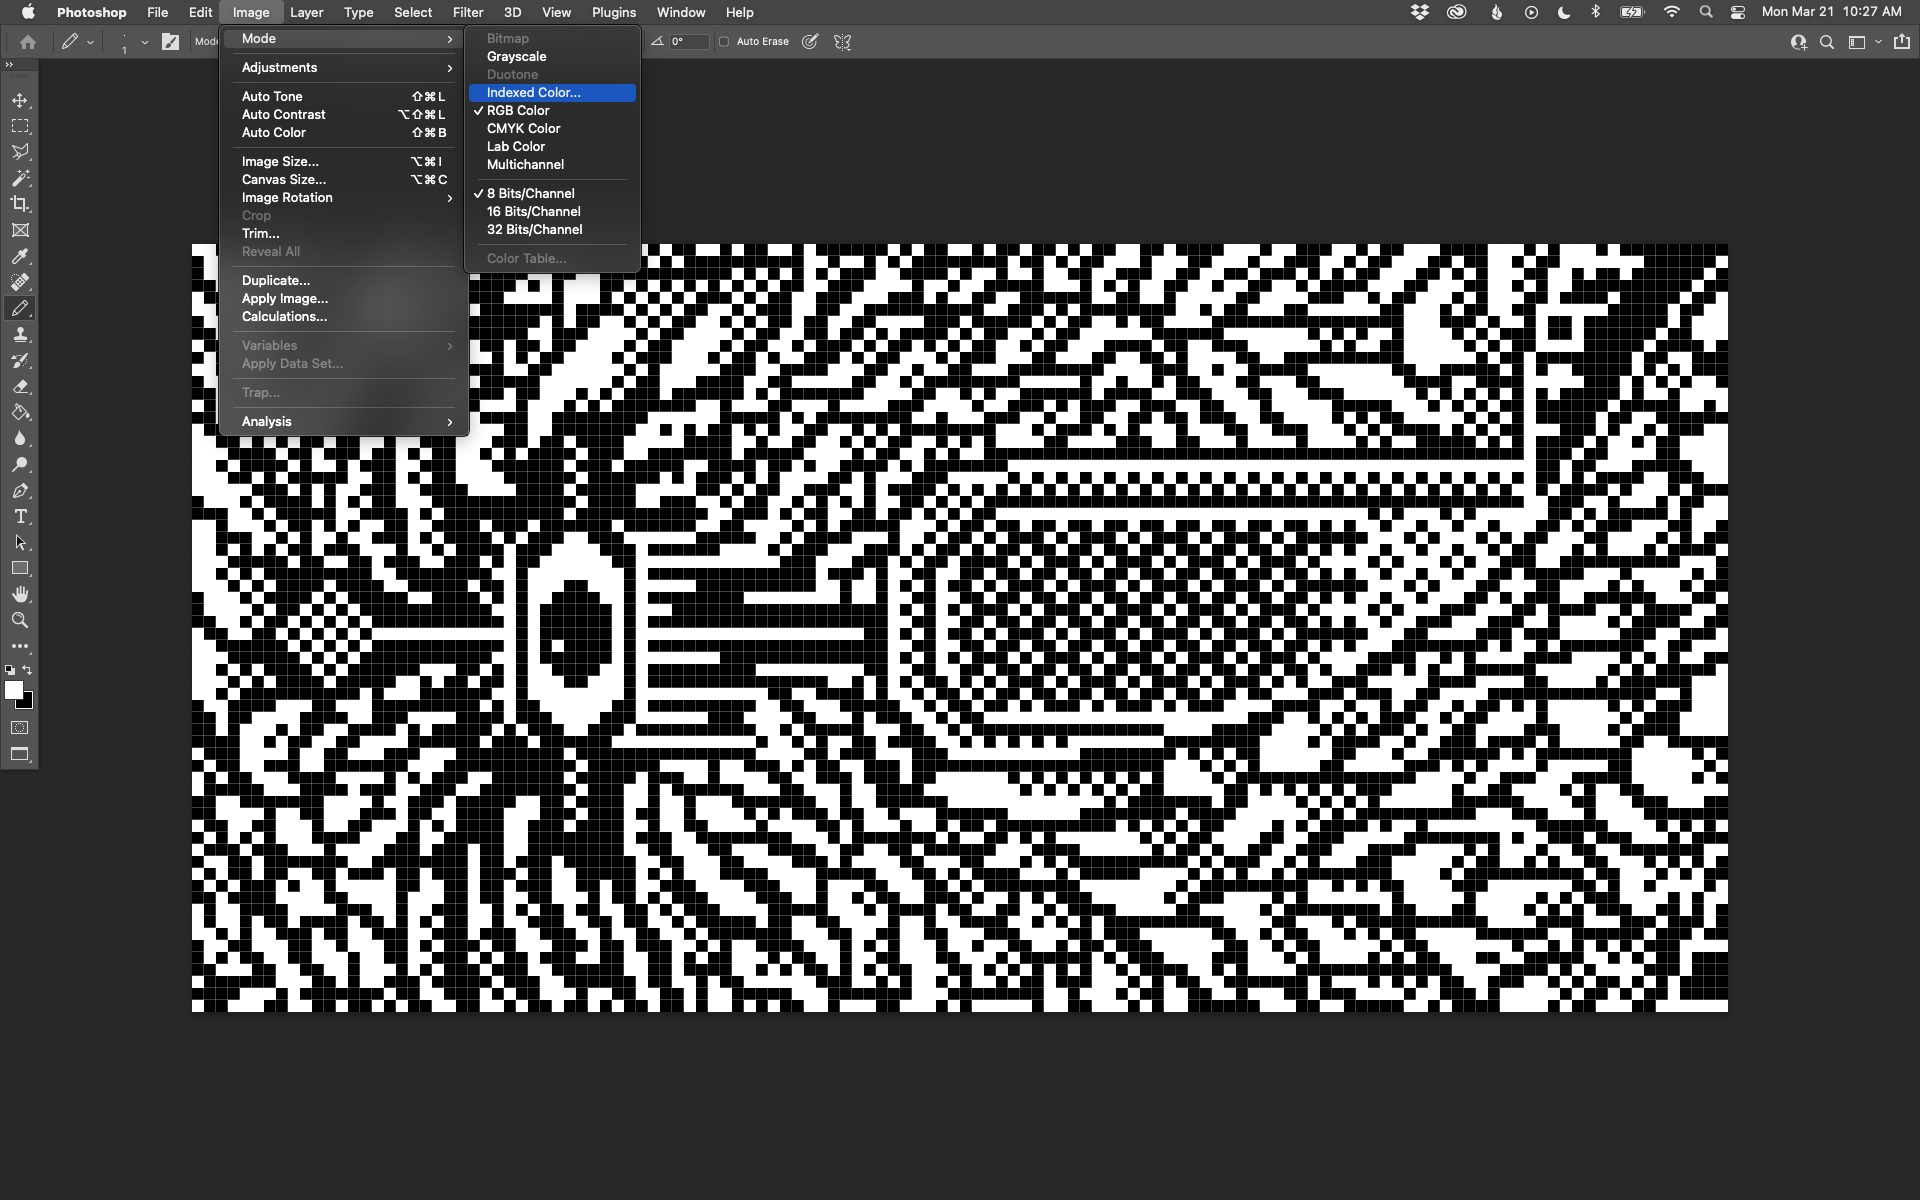 Photoshop File Edit Image Layer Type Select Filter 3D View Plugins Window Help Mon Mar 21 10:27 AM
1 Mode 0° Auto Erase
Mode
Adjustments
Auto Tone ⇧⌘L
Auto Contrast ⌥⇧⌘L
Auto Color ⇧⌘B
Image Size... ⌥⌘I
Canvas Size... ⌥⌘C
Image Rotation
Crop
Trim...
Reveal All
Duplicate...
Apply Image...
Calculations...
Variables
Apply Data Set...
Trap...
Analysis
Bitmap
Grayscale
Duotone
Indexed Color...
✓ RGB Color
CMYK Color
Lab Color
Multichannel
✓ 8 Bits/Channel
16 Bits/Channel
32 Bits/Channel
Color Table...